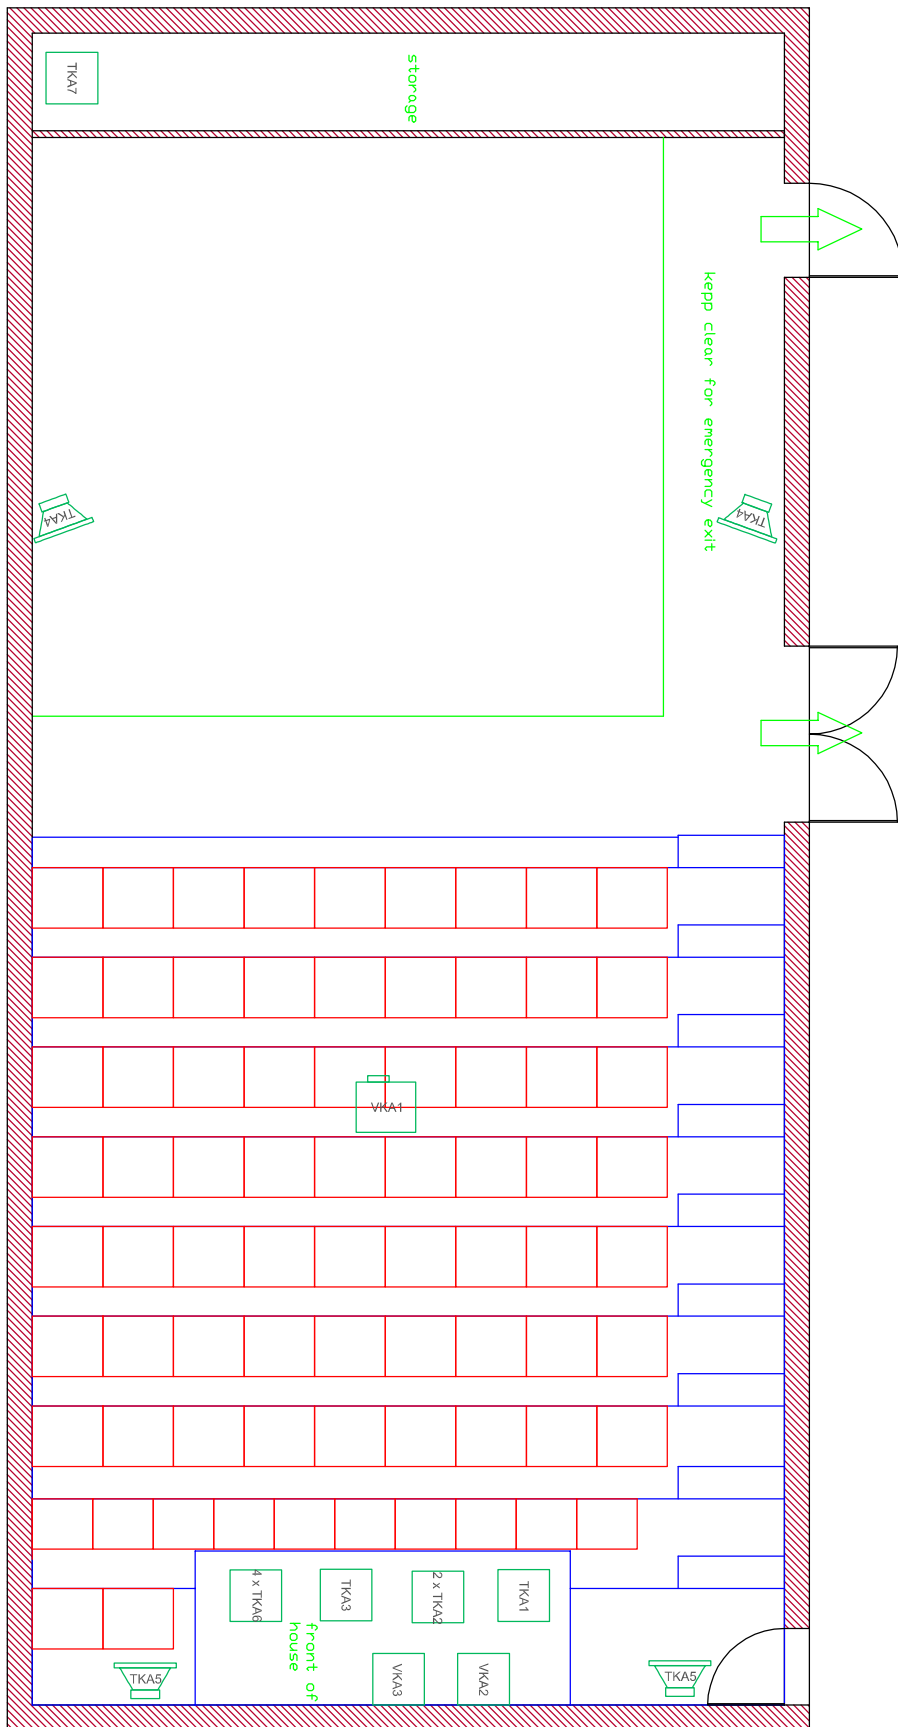 TKA7
storage
kepp clear for emergency exit
TKA4
TKA4
VKA1
4 x TKA6
TKA3
2 x TKA2
TKA1
front of
house
VKA3
VKA2
TKA5
TKA5